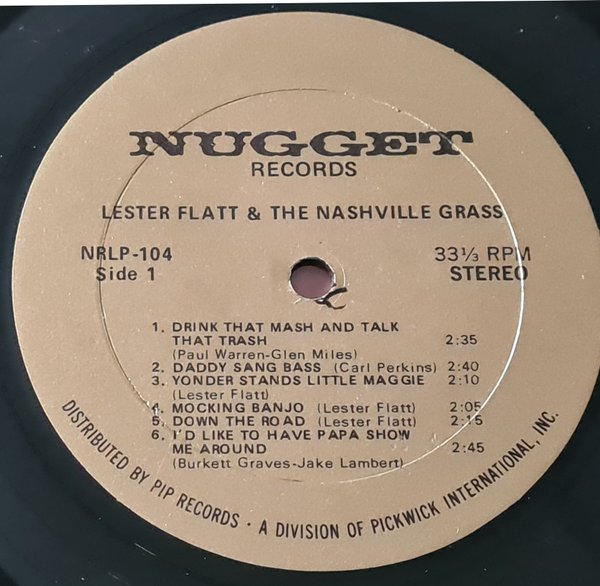 NUGGET
RECORDS
LESTER FLATT & THE NASHVILLE GRASS
NRLP-104
Side 1
33⅓ RPM
STEREO
1. DRINK THAT MASH AND TALK
THAT TRASH 2:35
(Paul Warren-Glen Miles)
2. DADDY SANG BASS (Carl Perkins) 2:40
3. YONDER STANDS LITTLE MAGGIE 2:10
(Lester Flatt)
4. MOCKING BANJO (Lester Flatt) 2:05
5. DOWN THE ROAD (Lester Flatt) 2:15
6. I'D LIKE TO HAVE PAPA SHOW
ME AROUND 2:45
(Burkett Graves-Jake Lambert)
DISTRIBUTED BY PIP RECORDS · A DIVISION OF PICKWICK INTERNATIONAL, INC.